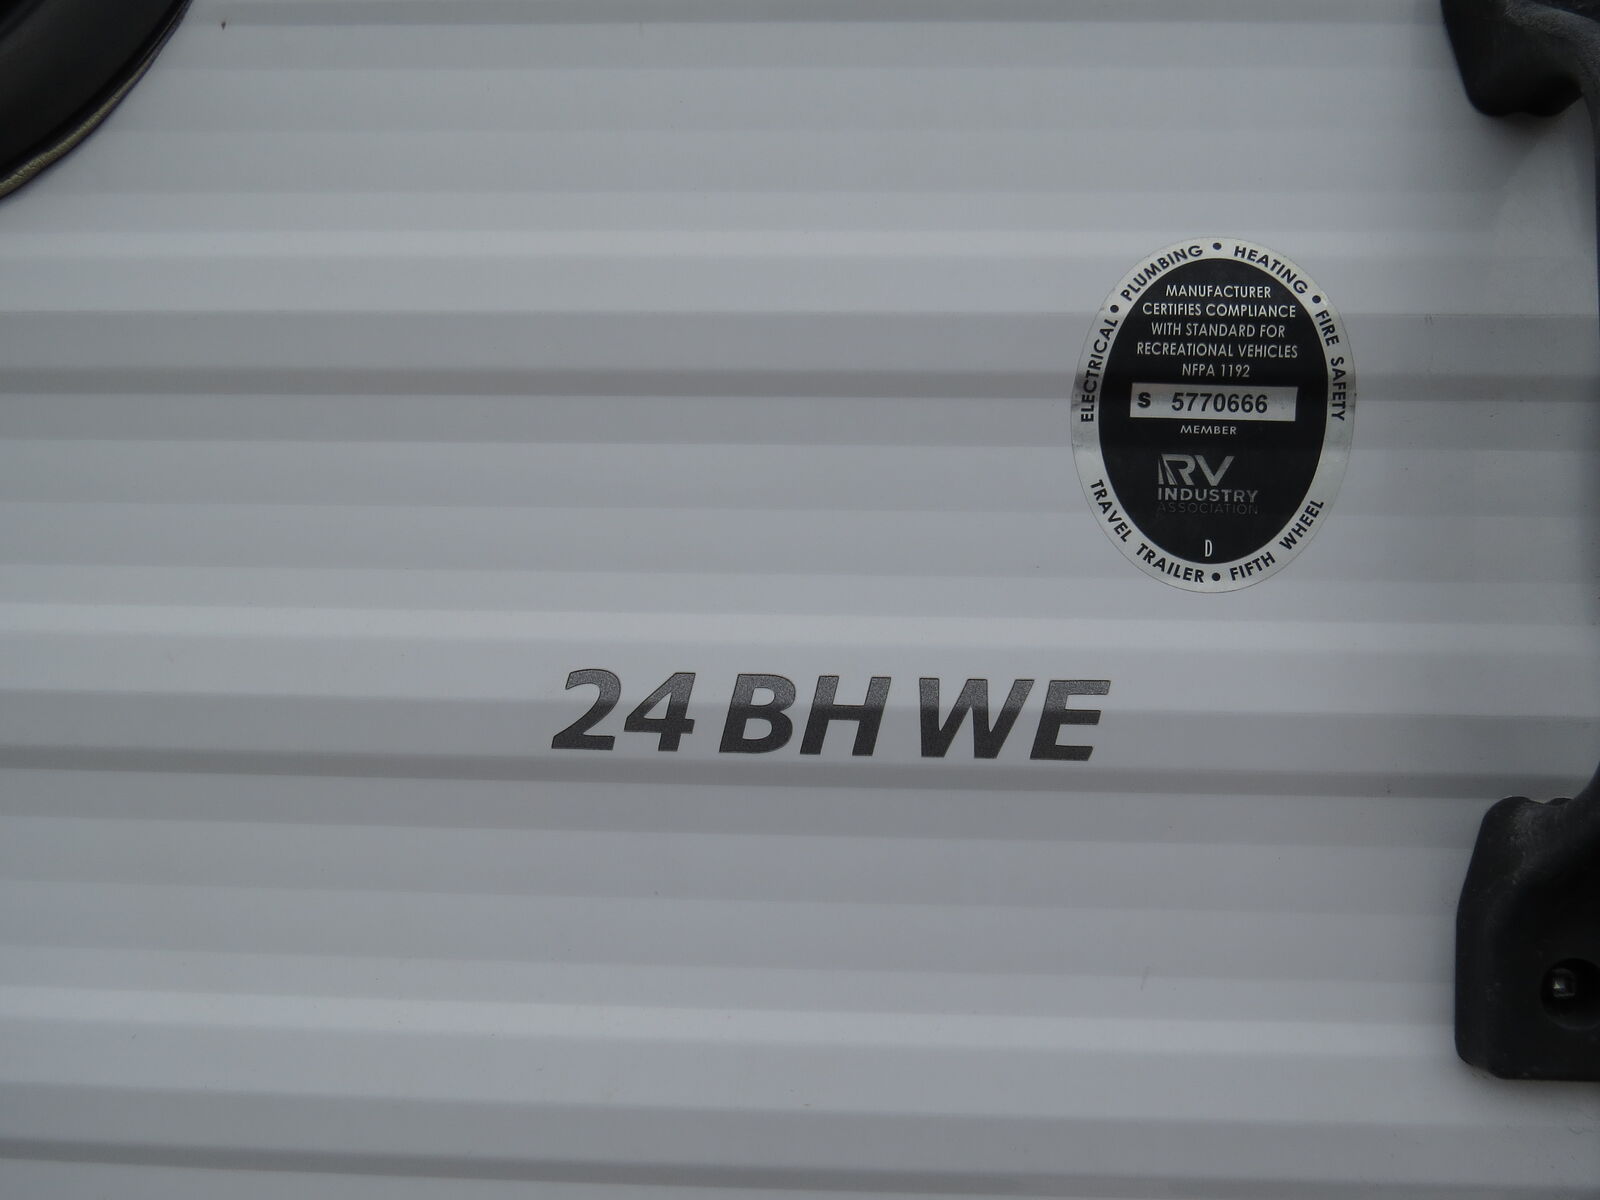 ELECTRICAL • PLUMBING • HEATING • FIRE SAFETY
MANUFACTURER
CERTIFIES COMPLIANCE
WITH STANDARD FOR
RECREATIONAL VEHICLES
NFPA 1192
S 5770666
MEMBER
RV
INDUSTRY
ASSOCIATION
D
TRAVEL TRAILER • FIFTH WHEEL
24 BH WE